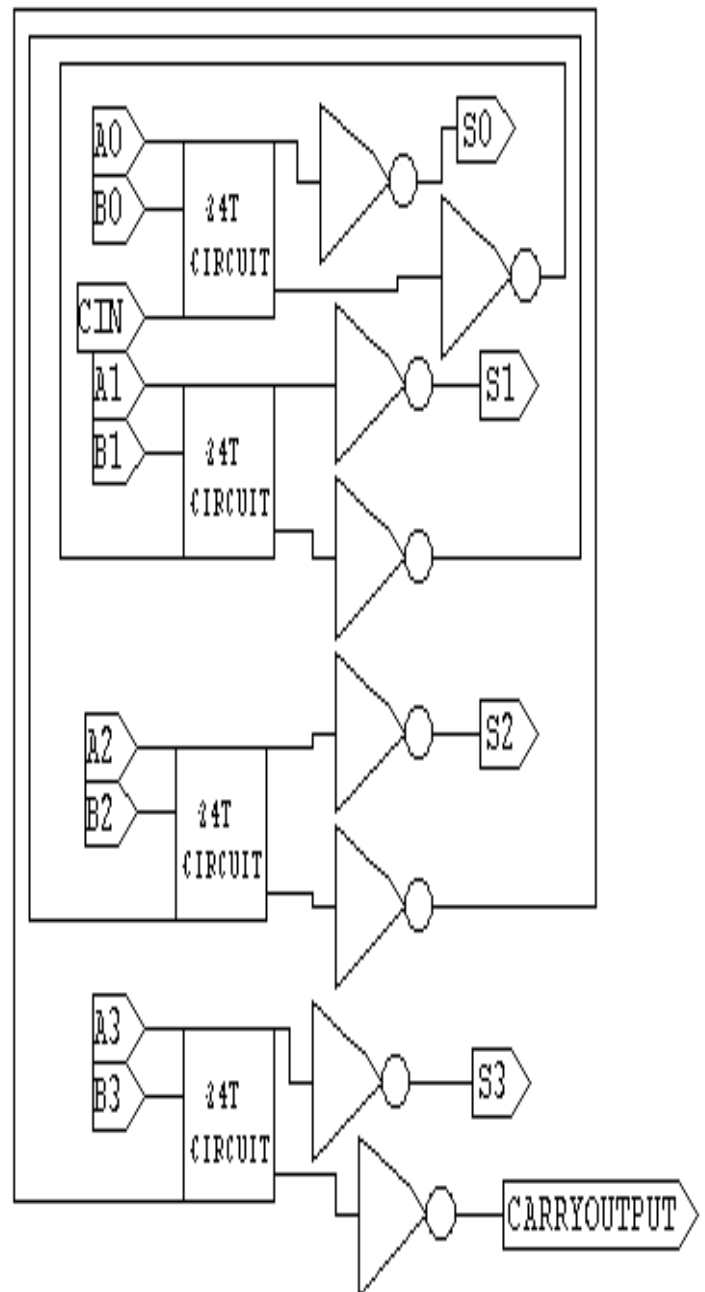 A0
S0
B0
24T
CIRCUIT
CIN
A1
S1
B1
24T
CIRCUIT
A2
S2
B2
24T
CIRCUIT
A3
S3
B3
24T
CIRCUIT
CARRYOUTPUT